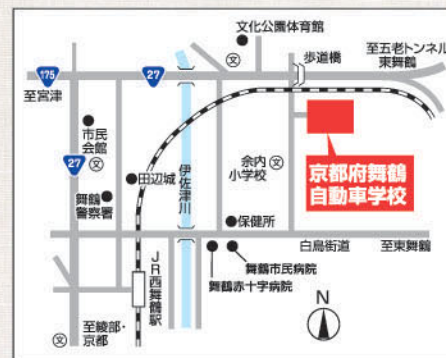 文化公園体育館
文
歩道橋
至五老トンネル
東舞鶴
175
27
至宮津
市民
会館
文
27
田辺城
舞鶴
警察署
伊佐津川
余内
小学校
文
京都府舞鶴
自動車学校
保健所
白鳥街道
至東舞鶴
舞鶴市民病院
舞鶴赤十字病院
JR西舞鶴駅
N
至綾部・
京都
文